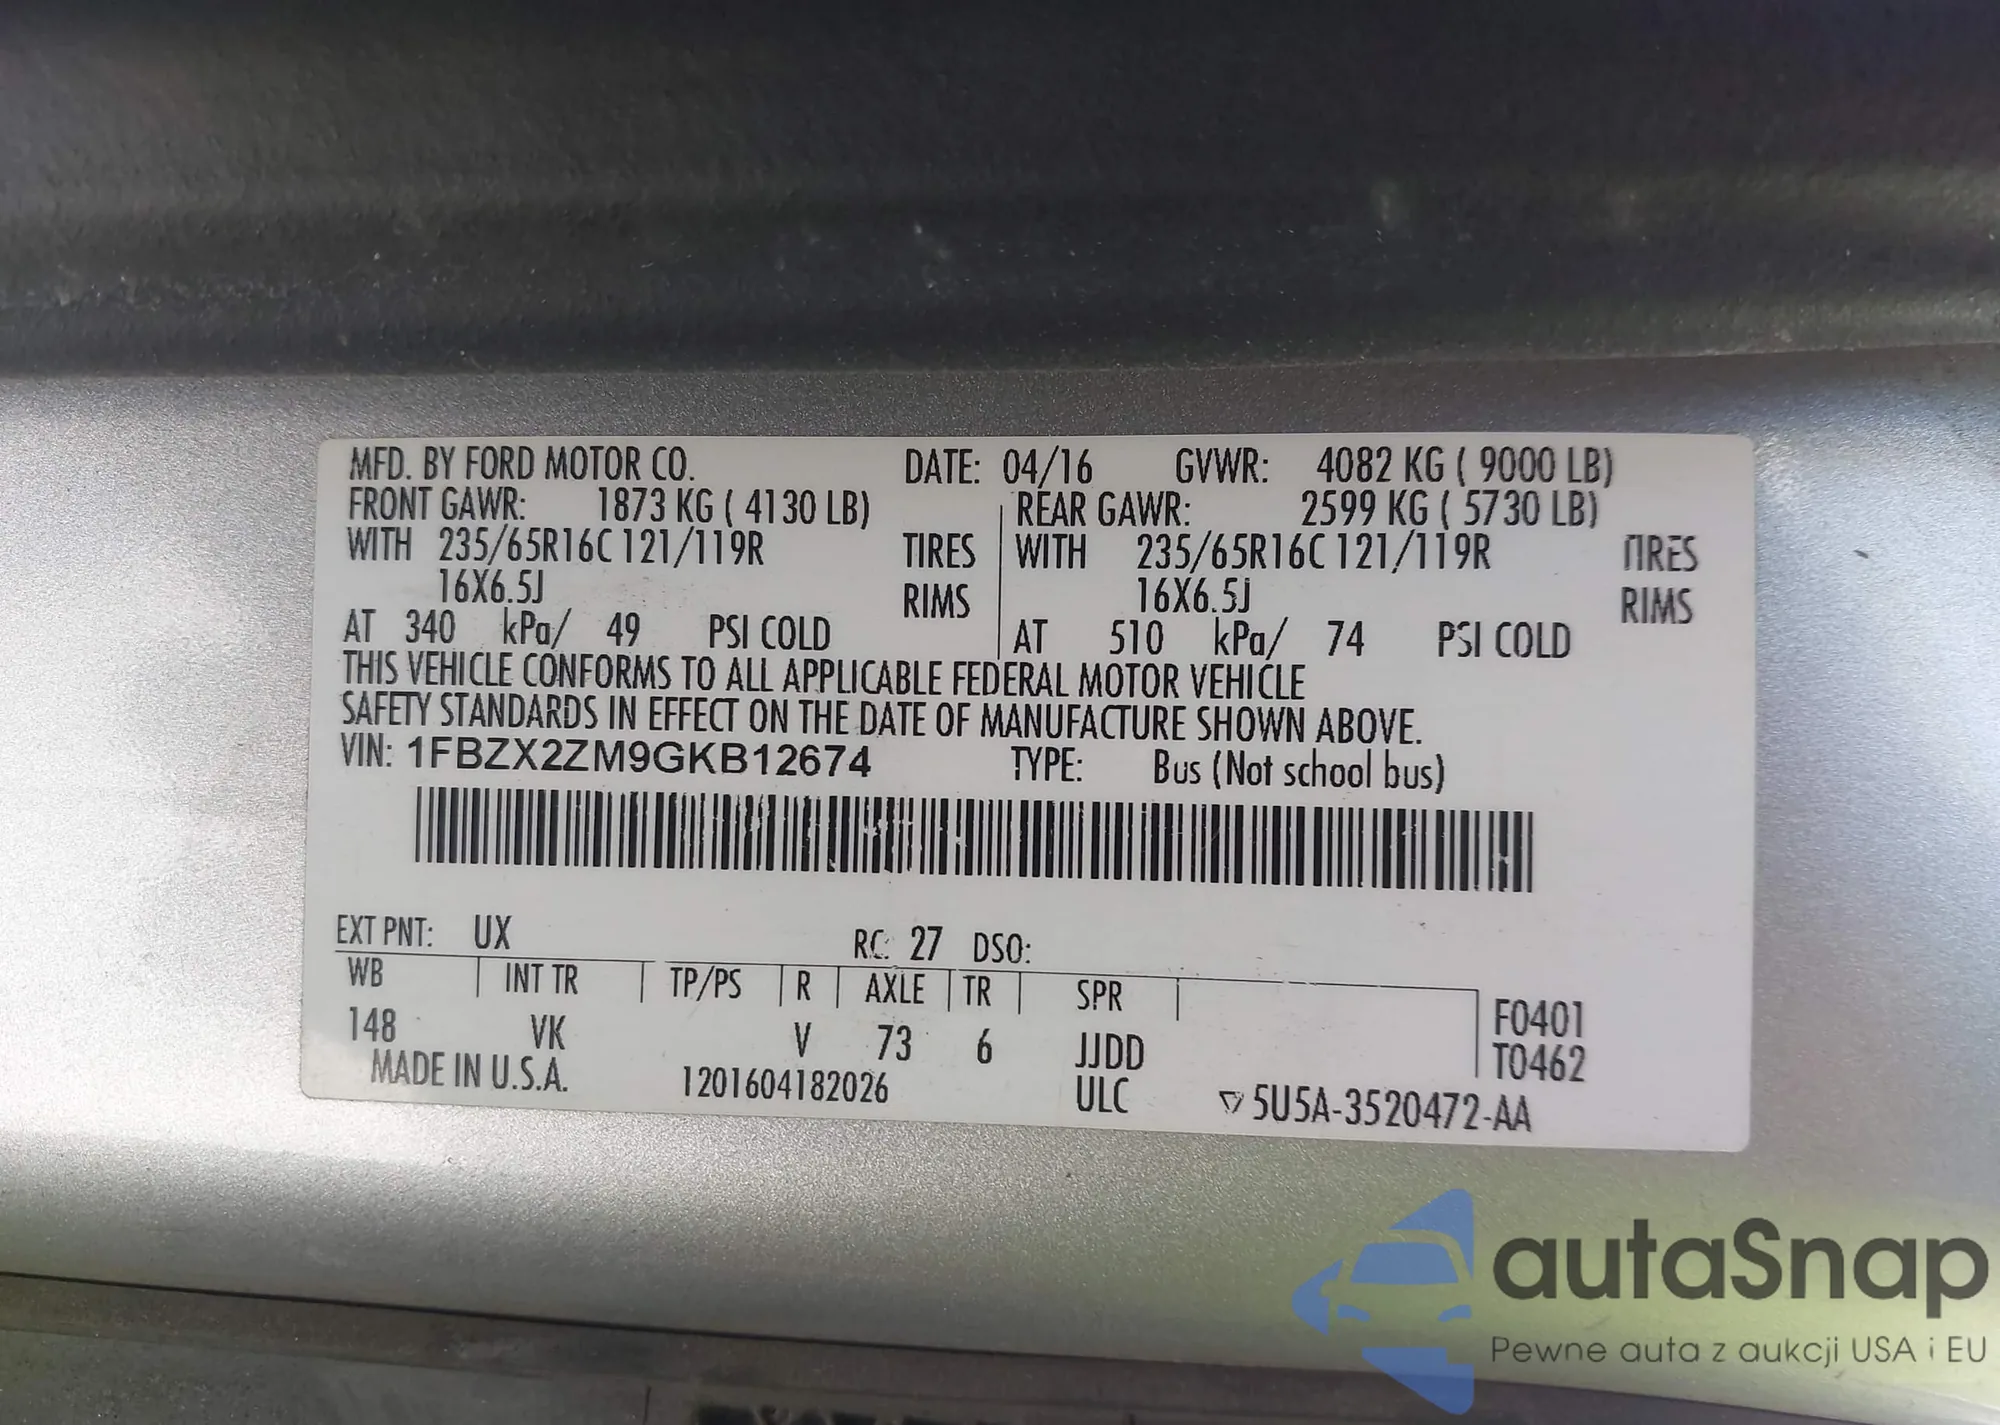 MFD. BY FORD MOTOR CO. DATE: 04/16 GVWR: 4082 KG ( 9000 LB)
FRONT GAWR: 1873 KG ( 4130 LB) REAR GAWR: 2599 KG ( 5730 LB)
WITH 235/65R16C 121/119R TIRES WITH 235/65R16C 121/119R TIRES
16X6.5J RIMS 16X6.5J RIMS
AT 340 kPa/ 49 PSI COLD AT 510 kPa/ 74 PSI COLD
THIS VEHICLE CONFORMS TO ALL APPLICABLE FEDERAL MOTOR VEHICLE
SAFETY STANDARDS IN EFFECT ON THE DATE OF MANUFACTURE SHOWN ABOVE.
VIN: 1FBZX2ZM9GKB12674 TYPE: Bus (Not school bus)
EXT PNT: UX RC: 27 DSO:
WB INT TR TP/PS R AXLE TR SPR
148 VK V 73 6 JJDD F0401
T0462
MADE IN U.S.A. 1201604182026 ULC 5U5A-3520472-AA
autaSnap
Pewne auta z aukcji USA i EU